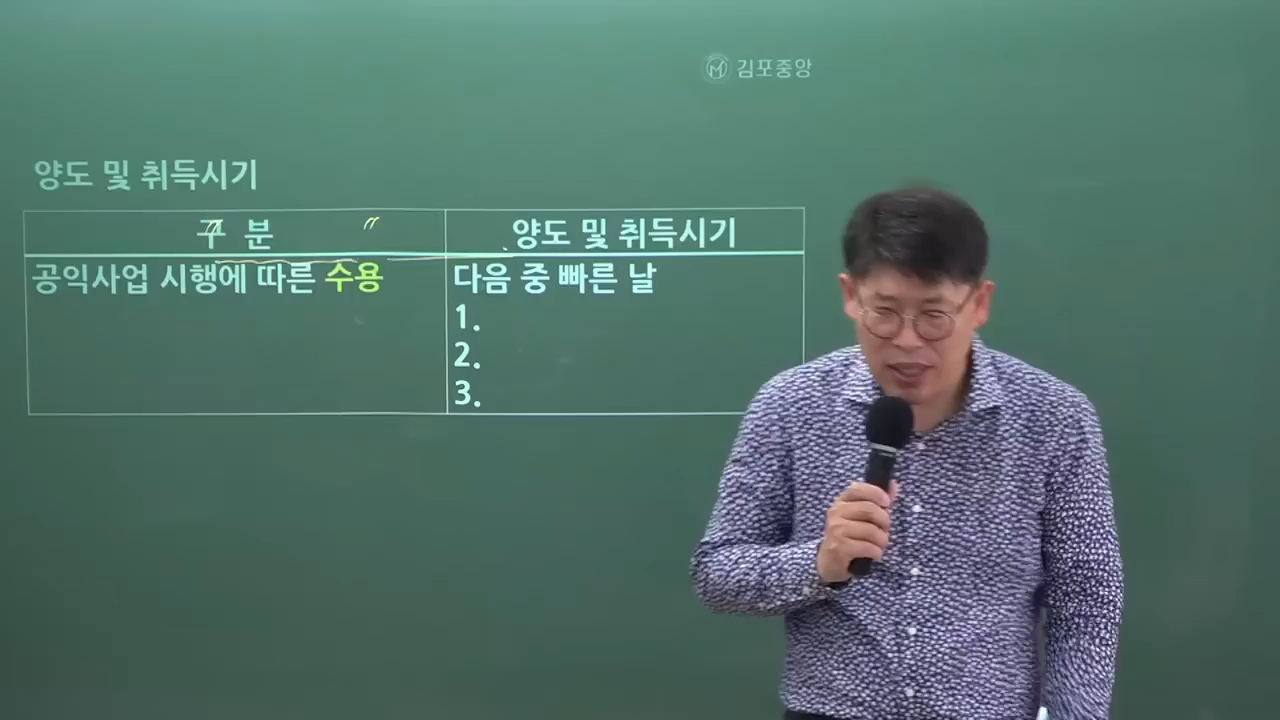 김포중앙
양도 및 취득시기
구 분
양도 및 취득시기
공익사업 시행에 따른 수용
다음 중 빠른 날
1.
2.
3.